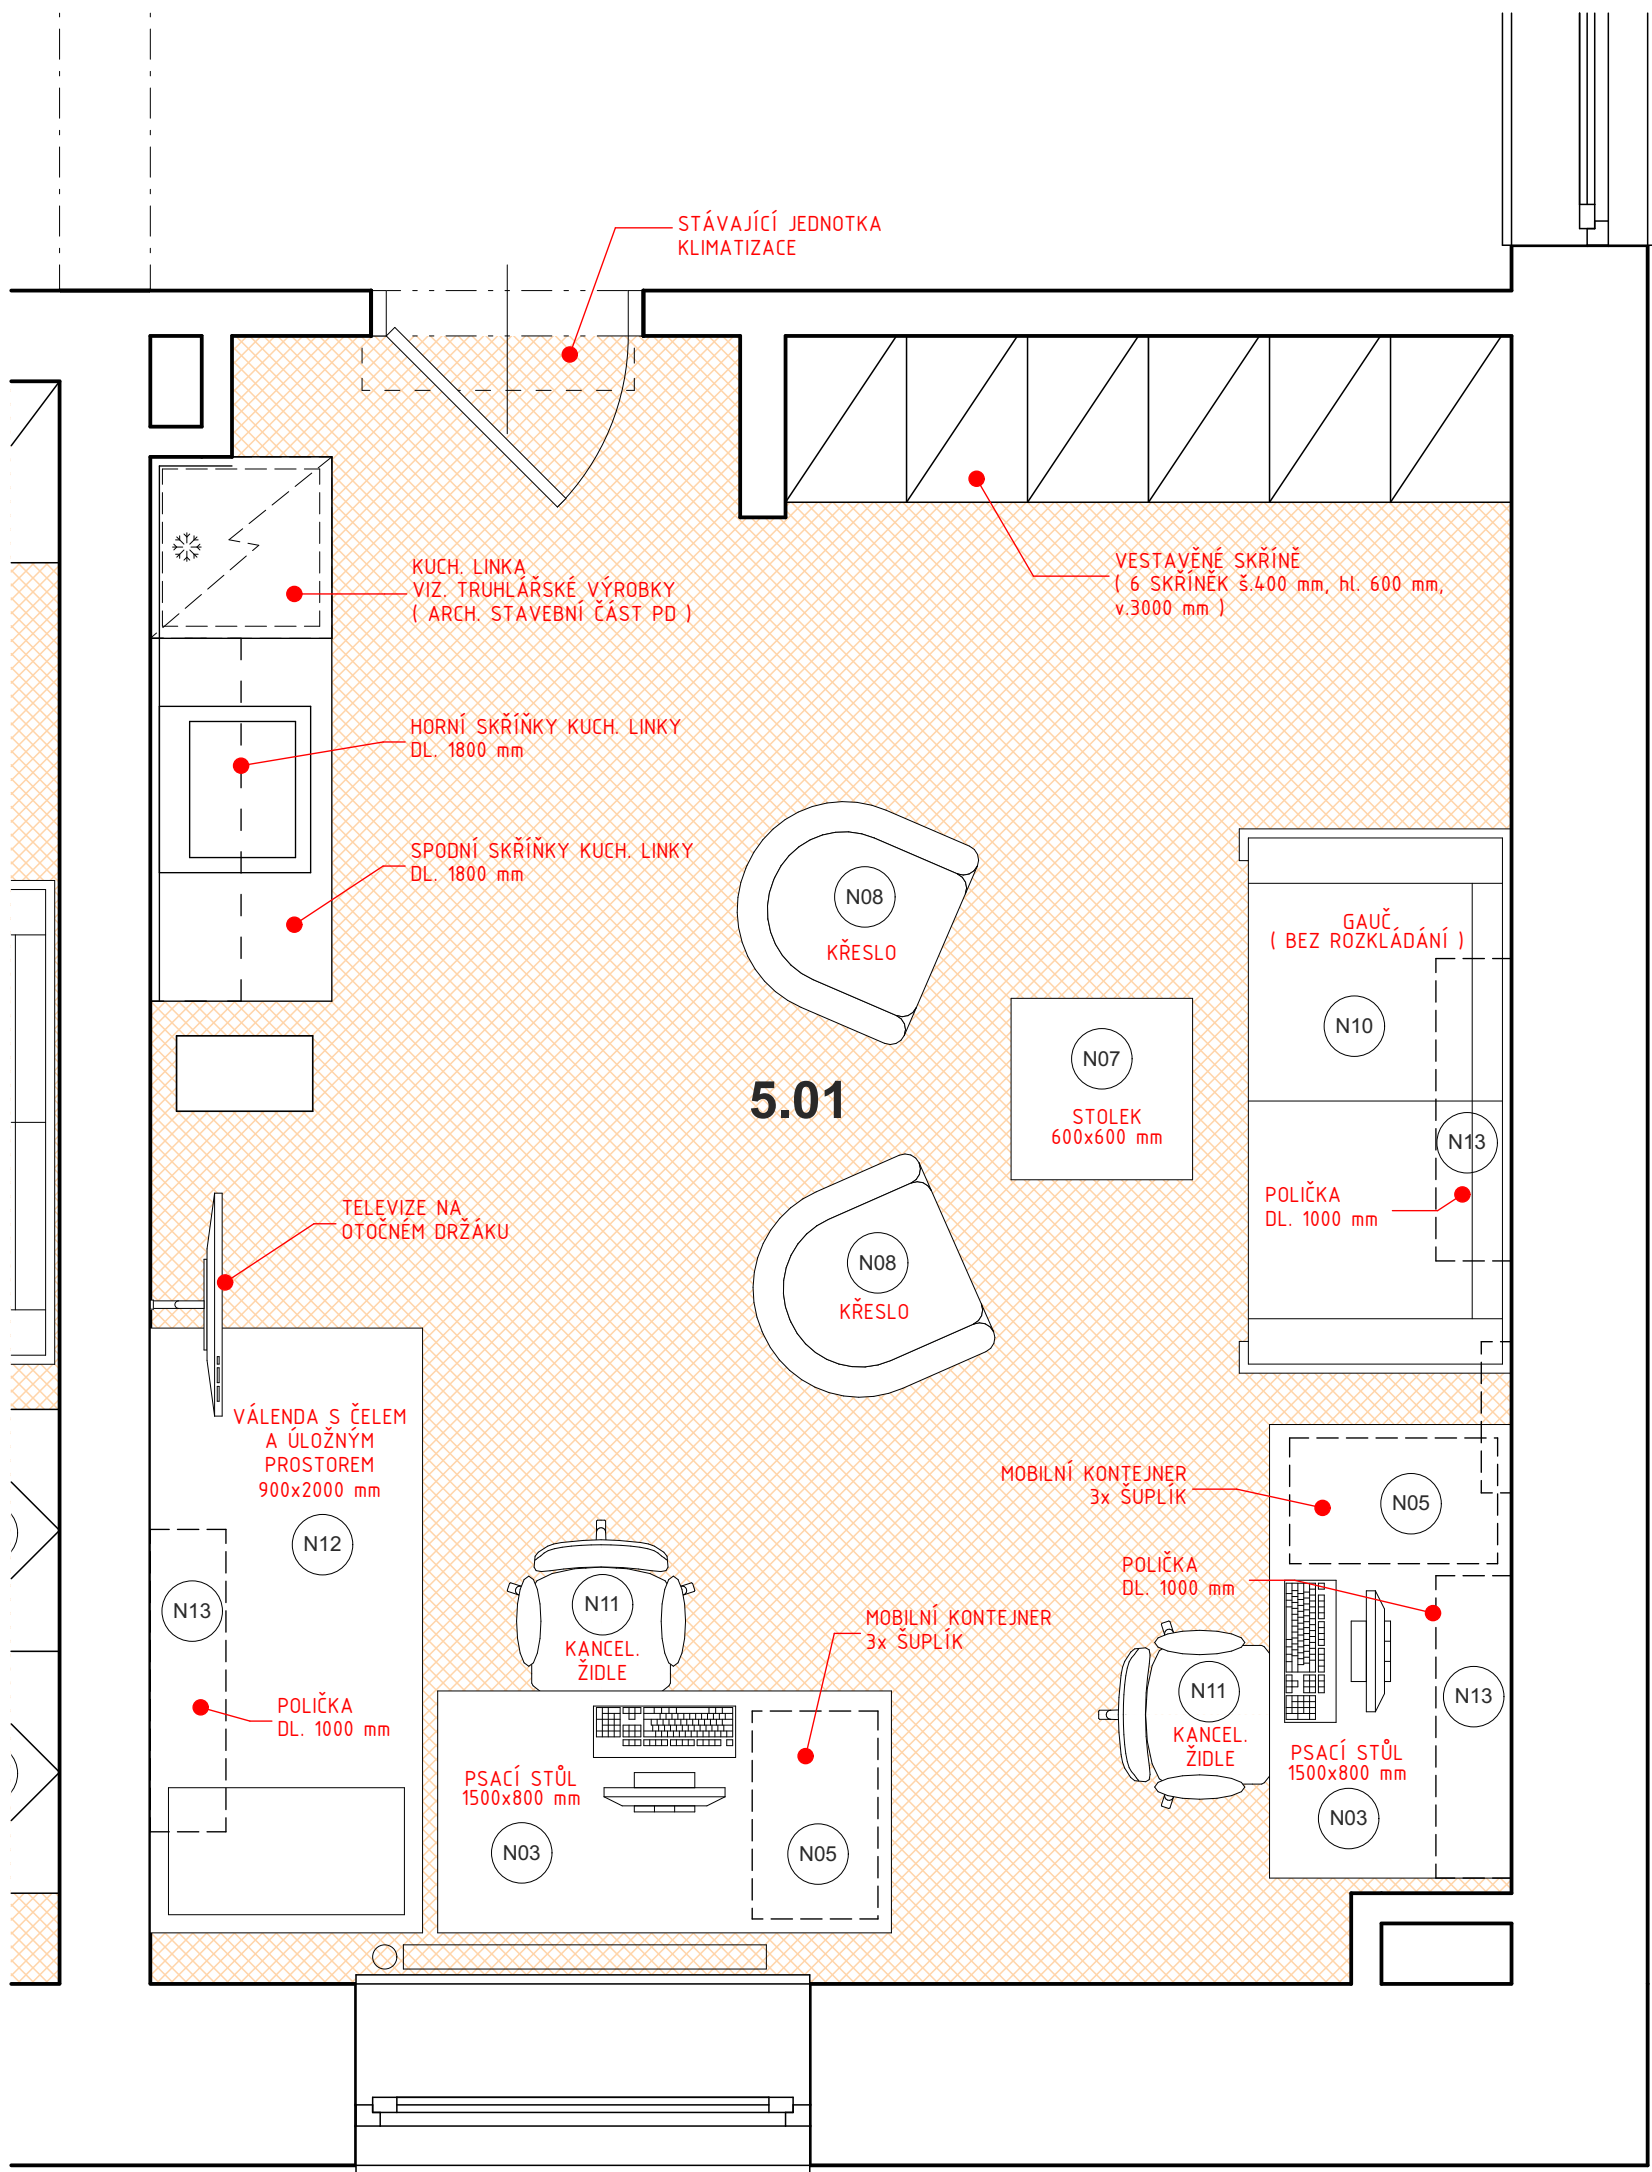 STÁVAJÍCÍ JEDNOTKA
KLIMATIZACE
KUCH. LINKA
VIZ. TRUHLÁŘSKÉ VÝROBKY
( ARCH. STAVEBNÍ ČÁST PD )
VESTAVĚNÉ SKŘÍNĚ
( 6 SKŘÍNĚK š.400 mm, hl. 600 mm,
v.3000 mm )
HORNÍ SKŘÍŇKY KUCH. LINKY
DL. 1800 mm
SPODNÍ SKŘÍŇKY KUCH. LINKY
DL. 1800 mm
N08
KŘESLO
GAUČ
( BEZ ROZKLÁDÁNÍ )
N10
N07
STOLEK
600x600 mm
5.01
N13
POLIČKA
DL. 1000 mm
TELEVIZE NA
OTOČNÉM DRŽÁKU
N08
KŘESLO
VÁLENDA S ČELEM
A ÚLOŽNÝM
PROSTOREM
900x2000 mm
N12
MOBILNÍ KONTEJNER
3x ŠUPLÍK
N05
POLIČKA
DL. 1000 mm
N13
N11
KANCEL.
ŽIDLE
MOBILNÍ KONTEJNER
3x ŠUPLÍK
N11
KANCEL.
ŽIDLE
N13
POLIČKA
DL. 1000 mm
PSACÍ STŮL
1500x800 mm
N03
N05
PSACÍ STŮL
1500x800 mm
N03